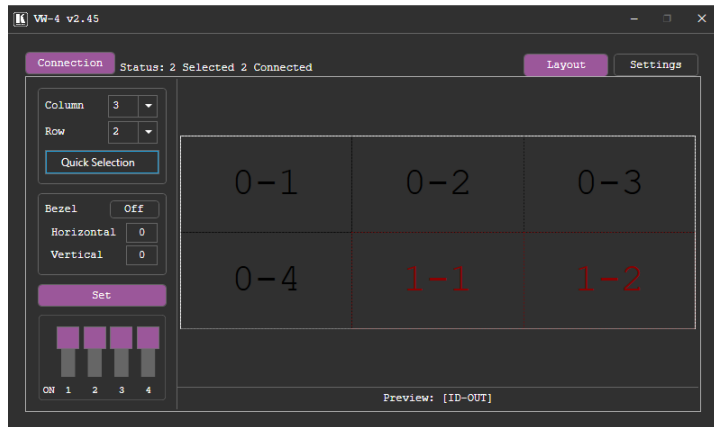 VW-4 v2.45
Connection
Status: 2 Selected 2 Connected
Layout
Settings
Column 3
Row 2
Quick Selection
Bezel Off
Horizontal 0
Vertical 0
Set
ON 1 2 3 4
0-1 0-2 0-3
0-4 1-1 1-2
Preview: [ID-OUT]